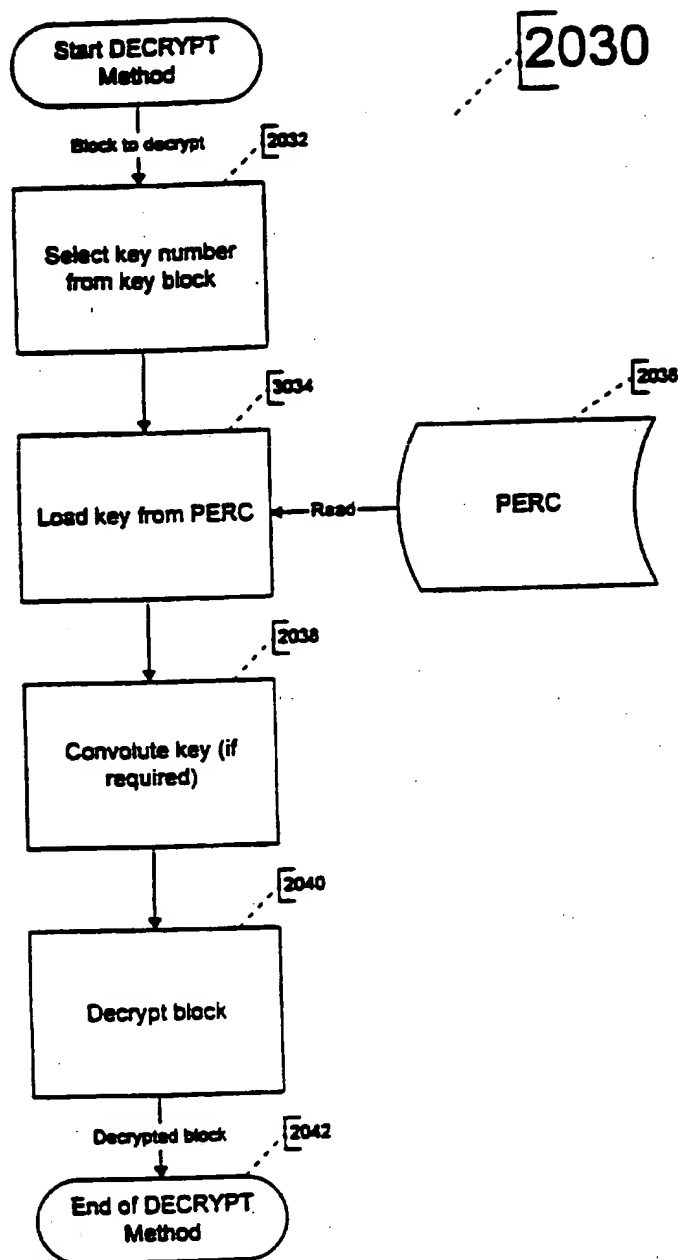 2030
Start DECRYPT
Method
Block to decrypt
2032
Select key number
from key block
3034
2036
Load key from PERC
Read
PERC
2038
Convolute key (if
required)
2040
Decrypt block
Decrypted block
2042
End of DECRYPT
Method